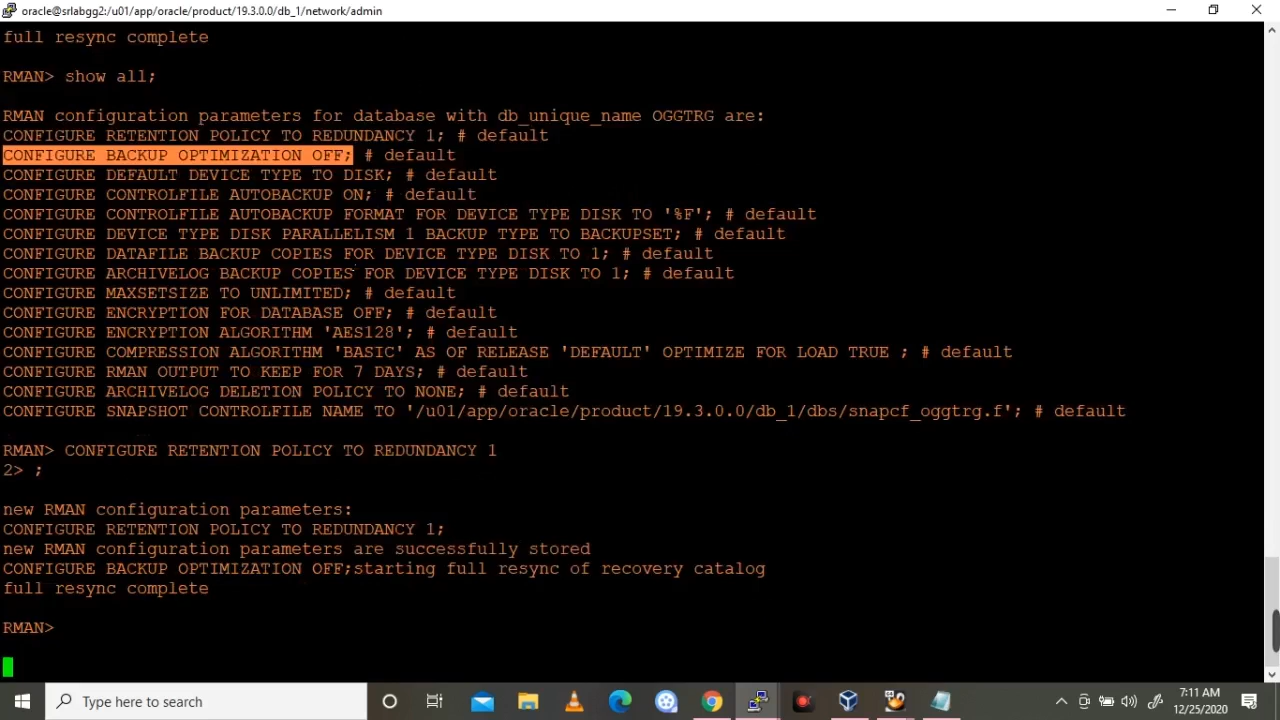 oracle@srlabgg2:/u01/app/oracle/product/19.3.0.0/db_1/network/admin
full resync complete
RMAN> show all;
RMAN configuration parameters for database with db_unique_name OGGTRG are:
CONFIGURE RETENTION POLICY TO REDUNDANCY 1; # default
CONFIGURE BACKUP OPTIMIZATION OFF; # default
CONFIGURE DEFAULT DEVICE TYPE TO DISK; # default
CONFIGURE CONTROLFILE AUTOBACKUP ON; # default
CONFIGURE CONTROLFILE AUTOBACKUP FORMAT FOR DEVICE TYPE DISK TO '%F'; # default
CONFIGURE DEVICE TYPE DISK PARALLELISM 1 BACKUP TYPE TO BACKUPSET; # default
CONFIGURE DATAFILE BACKUP COPIES FOR DEVICE TYPE DISK TO 1; # default
CONFIGURE ARCHIVELOG BACKUP COPIES FOR DEVICE TYPE DISK TO 1; # default
CONFIGURE MAXSETSIZE TO UNLIMITED; # default
CONFIGURE ENCRYPTION FOR DATABASE OFF; # default
CONFIGURE ENCRYPTION ALGORITHM 'AES128'; # default
CONFIGURE COMPRESSION ALGORITHM 'BASIC' AS OF RELEASE 'DEFAULT' OPTIMIZE FOR LOAD TRUE ; # default
CONFIGURE RMAN OUTPUT TO KEEP FOR 7 DAYS; # default
CONFIGURE ARCHIVELOG DELETION POLICY TO NONE; # default
CONFIGURE SNAPSHOT CONTROLFILE NAME TO '/u01/app/oracle/product/19.3.0.0/db_1/dbs/snapcf_oggtrg.f'; # default
RMAN> CONFIGURE RETENTION POLICY TO REDUNDANCY 1
2> ;
new RMAN configuration parameters:
CONFIGURE RETENTION POLICY TO REDUNDANCY 1;
new RMAN configuration parameters are successfully stored
CONFIGURE BACKUP OPTIMIZATION OFF;starting full resync of recovery catalog
full resync complete
RMAN>
Type here to search
7:11 AM
12/25/2020